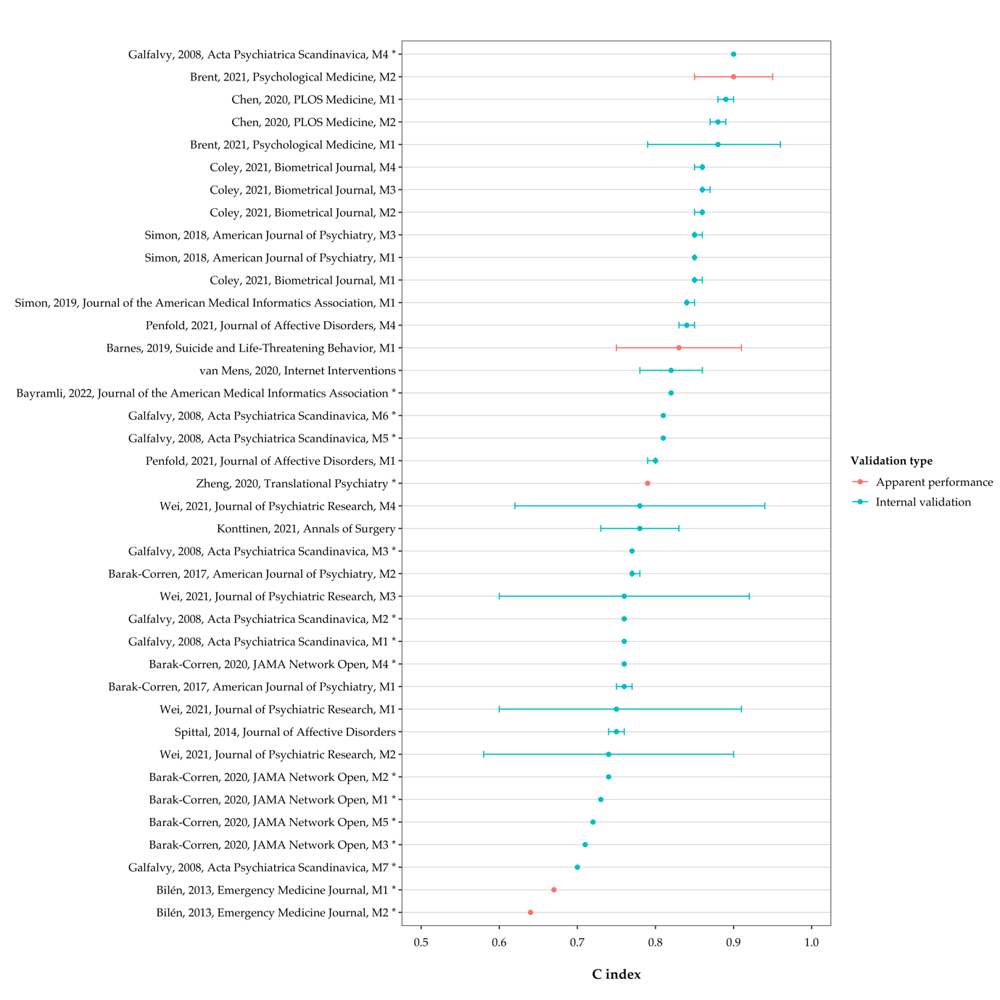 Galfalvy, 2008, Acta Psychiatrica Scandinavica, M4 *
Brent, 2021, Psychological Medicine, M2
Chen, 2020, PLOS Medicine, M1
Chen, 2020, PLOS Medicine, M2
Brent, 2021, Psychological Medicine, M1
Coley, 2021, Biometrical Journal, M4
Coley, 2021, Biometrical Journal, M3
Coley, 2021, Biometrical Journal, M2
Simon, 2018, American Journal of Psychiatry, M3
Simon, 2018, American Journal of Psychiatry, M1
Coley, 2021, Biometrical Journal, M1
Simon, 2019, Journal of the American Medical Informatics Association, M1
Penfold, 2021, Journal of Affective Disorders, M4
Barnes, 2019, Suicide and Life-Threatening Behavior, M1
van Mens, 2020, Internet Interventions
Bayramli, 2022, Journal of the American Medical Informatics Association *
Galfalvy, 2008, Acta Psychiatrica Scandinavica, M6 *
Galfalvy, 2008, Acta Psychiatrica Scandinavica, M5 *
Penfold, 2021, Journal of Affective Disorders, M1
Zheng, 2020, Translational Psychiatry *
Wei, 2021, Journal of Psychiatric Research, M4
Konttinen, 2021, Annals of Surgery
Galfalvy, 2008, Acta Psychiatrica Scandinavica, M3 *
Barak-Corren, 2017, American Journal of Psychiatry, M2
Wei, 2021, Journal of Psychiatric Research, M3
Galfalvy, 2008, Acta Psychiatrica Scandinavica, M2 *
Galfalvy, 2008, Acta Psychiatrica Scandinavica, M1 *
Barak-Corren, 2020, JAMA Network Open, M4 *
Barak-Corren, 2017, American Journal of Psychiatry, M1
Wei, 2021, Journal of Psychiatric Research, M1
Spittal, 2014, Journal of Affective Disorders
Wei, 2021, Journal of Psychiatric Research, M2
Barak-Corren, 2020, JAMA Network Open, M2 *
Barak-Corren, 2020, JAMA Network Open, M1 *
Barak-Corren, 2020, JAMA Network Open, M5 *
Barak-Corren, 2020, JAMA Network Open, M3 *
Galfalvy, 2008, Acta Psychiatrica Scandinavica, M7 *
Bilén, 2013, Emergency Medicine Journal, M1 *
Bilén, 2013, Emergency Medicine Journal, M2 *
0.5 0.6 0.7 0.8 0.9 1.0
C index
Validation type
Apparent performance
Internal validation